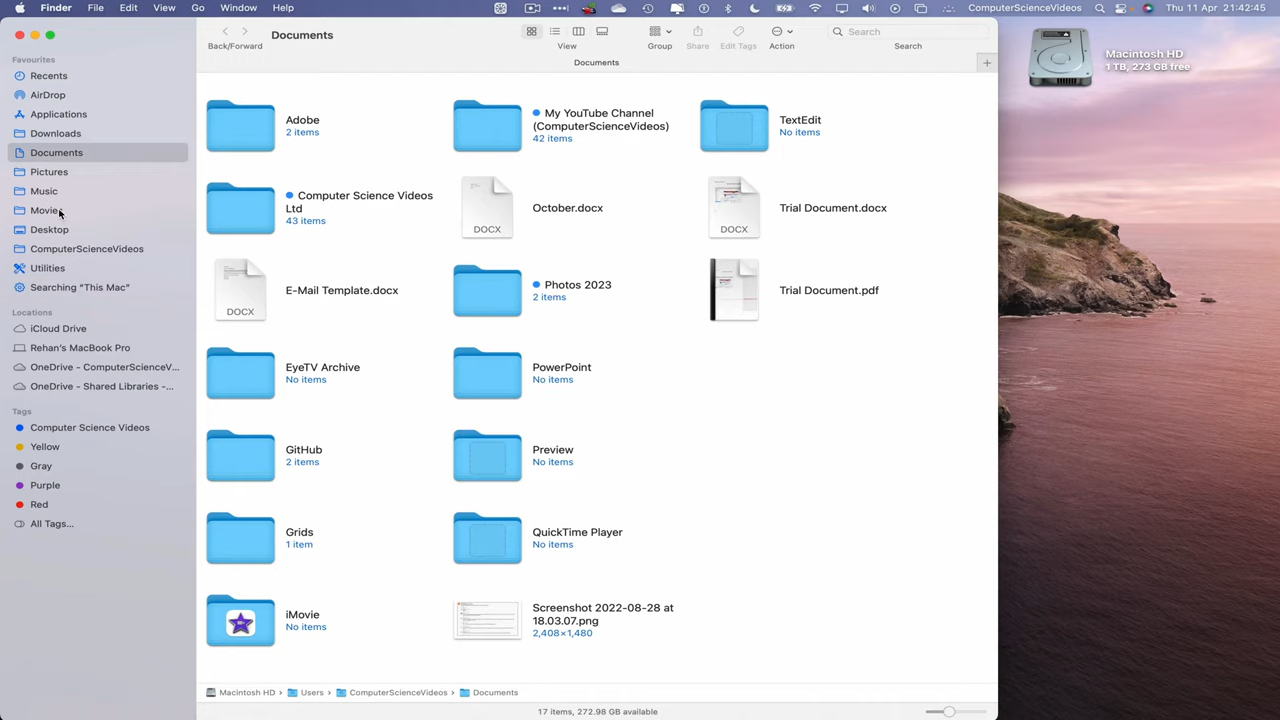 Finder File Edit View Go Window Help
ComputerScienceVideos Thu 11 Apr 21:42:45
Documents
Back/Forward View Group Share Edit Tags Action Search
Search
Documents
Favourites
Recents
AirDrop
Applications
Downloads
Documents
Pictures
Music
Movies
Desktop
ComputerScienceVideos
Utilities
Searching “This Mac”
Locations
iCloud Drive
Rehan's MacBook Pro
OneDrive - ComputerScienceV...
OneDrive - Shared Libraries -...
Tags
Computer Science Videos
Yellow
Gray
Purple
Red
All Tags...
Adobe
2 items
My YouTube Channel
(ComputerScienceVideos)
42 items
TextEdit
No items
Computer Science Videos
Ltd
43 items
DOCX
October.docx
DOCX
Trial Document.docx
DOCX
E-Mail Template.docx
Photos 2023
2 items
Trial Document.pdf
EyeTV Archive
No items
PowerPoint
No items
GitHub
2 items
Preview
No items
Grids
1 item
QuickTime Player
No items
iMovie
No items
Screenshot 2022-08-28 at
18.03.07.png
2,408×1,480
Macintosh HD › Users › ComputerScienceVideos › Documents
17 items, 272.98 GB available
Macintosh HD
1 TB, 273 GB free